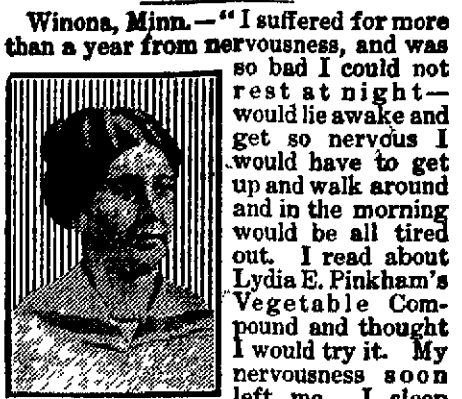 Winona, Minn.—“I suffered for more
than a year from nervousness, and was
so bad I could not
rest at night—
would lie awake and
get so nervous I
would have to get
up and walk around
and in the morning
would be all tired
out. I read about
Lydia E. Pinkham's
Vegetable Com-
pound and thought
I would try it. My
nervousness soon
left me. I sleep